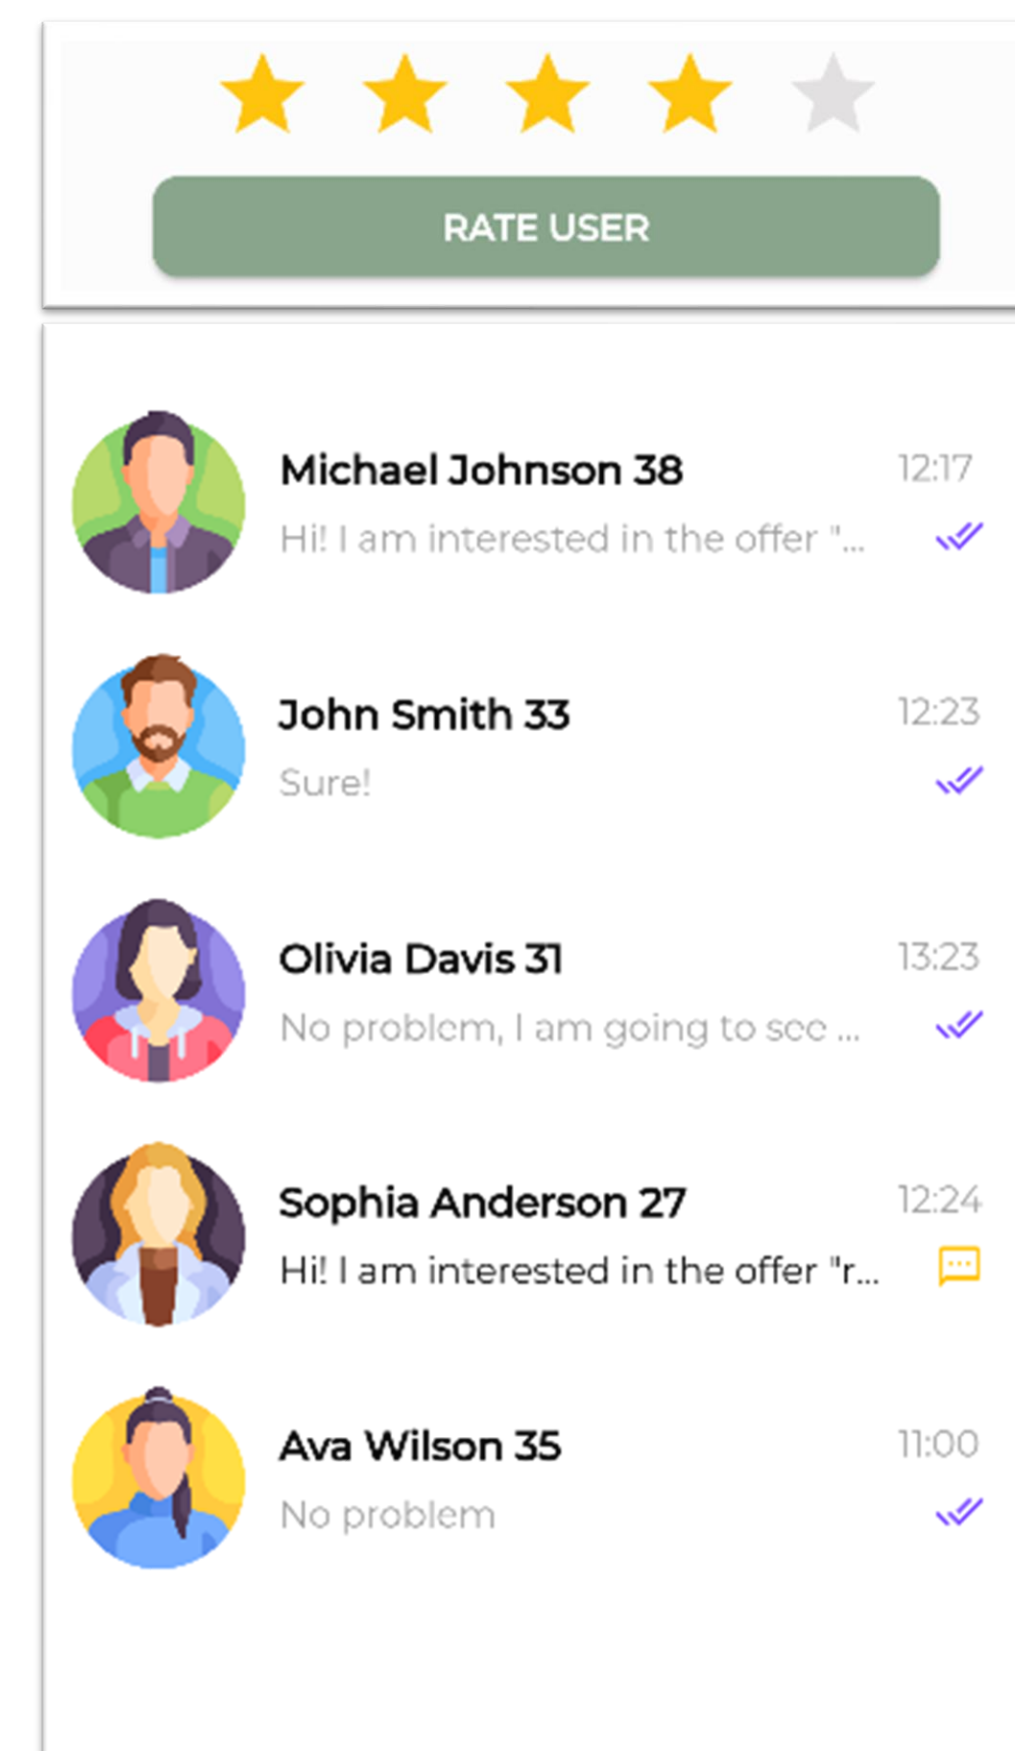 RATE USER
Michael Johnson 38
12:17
Hi! I am interested in the offer "...
John Smith 33
12:23
Sure!
Olivia Davis 31
13:23
No problem, I am going to see ...
Sophia Anderson 27
12:24
Hi! I am interested in the offer "r...
Ava Wilson 35
11:00
No problem